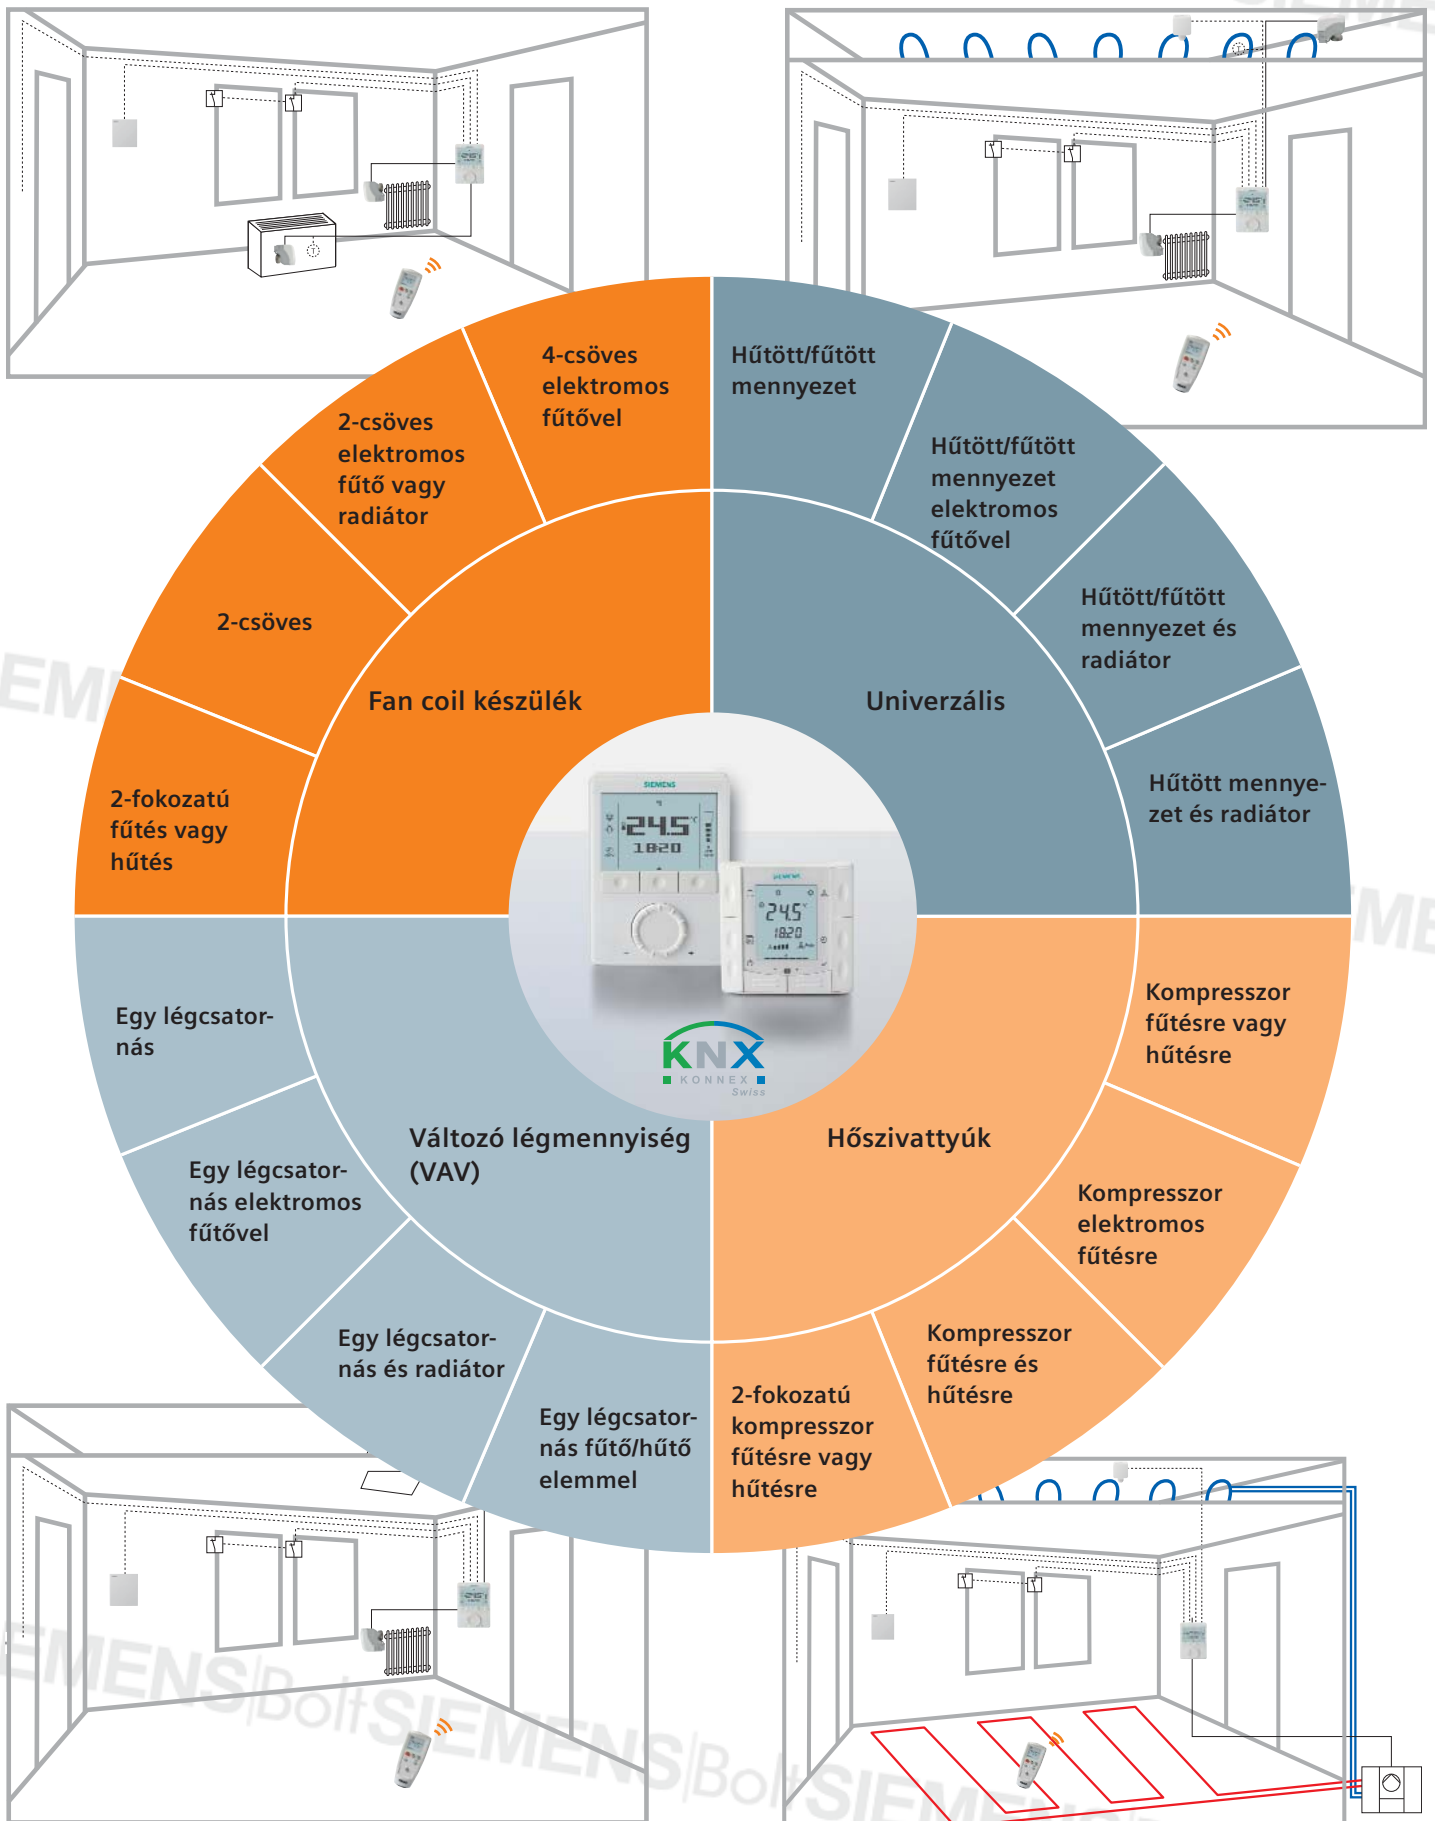 SIEMENS
4-csöves
elektromos
fűtővel
2-csöves
elektromos
fűtő vagy
radiátor
2-csöves
2-fokozatú
fűtés vagy
hűtés
Fan coil készülék
Hűtött/fűtött
mennyezet
Hűtött/fűtött
mennyezet
elektromos
fűtővel
Hűtött/fűtött
mennyezet és
radiátor
Hűtött mennye-
zet és radiátor
Univerzális
SIEMENS
24.5°C
18:20
SIEMENS
24.5°C
18:20
KNX
KONNEX
Swiss
Egy légcsator-
nás
Egy légcsator-
nás elektromos
fűtővel
Egy légcsator-
nás és radiátor
Egy légcsator-
nás fűtő/hűtő
elemmel
Változó légmennyiség
(VAV)
Hőszivattyúk
Kompresszor
fűtésre vagy
hűtésre
Kompresszor
elektromos
fűtésre
Kompresszor
fűtésre és
hűtésre
2-fokozatú
kompresszor
fűtésre vagy
hűtésre
SIEMENS|Bolt SIEMENS|Bolt SIEMENS